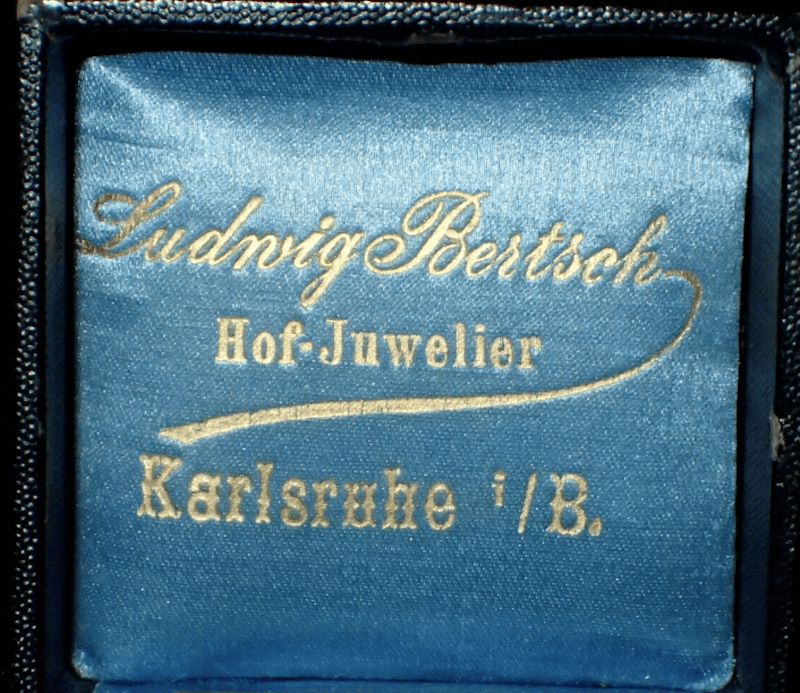 Ludwig Bertsch
Hof-Juwelier
Karlsruhe i/B.